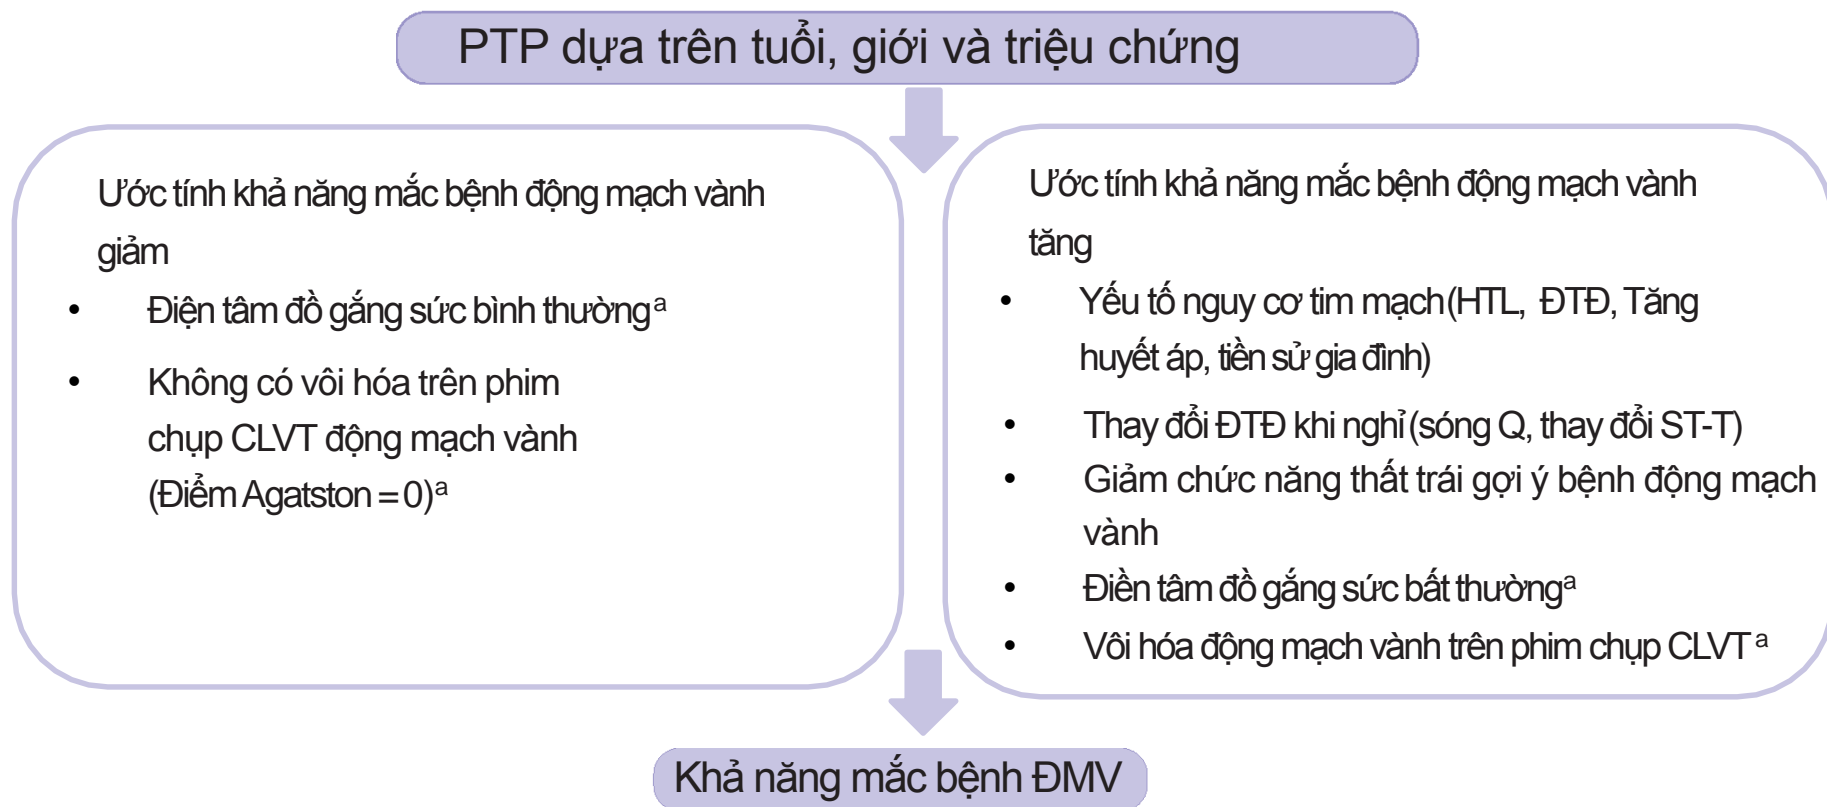 PTP dựa trên tuổi, giới và triệu chứng
Ước tính khả năng mắc bệnh động mạch vành
giảm
• Điện tâm đồ gắng sức bình thường ª
• Không có vôi hóa trên phim
chụp CLVT động mạch vành
(Điểm Agatston = 0)ª
Ước tính khả năng mắc bệnh động mạch vành
tăng
• Yếu tố nguy cơ tim mạch (HTL, ĐTĐ, Tăng
huyết áp, tiền sử gia đình)
• Thay đổi ĐTĐ khi nghỉ (sóng Q, thay đổi ST-T)
• Giảm chức năng thất trái gợi ý bệnh động mạch
vành
• Điền tâm đồ gắng sức bất thườngª
• Vôi hóa động mạch vành trên phim chụp CLVT ª
Khả năng mắc bệnh ĐMV